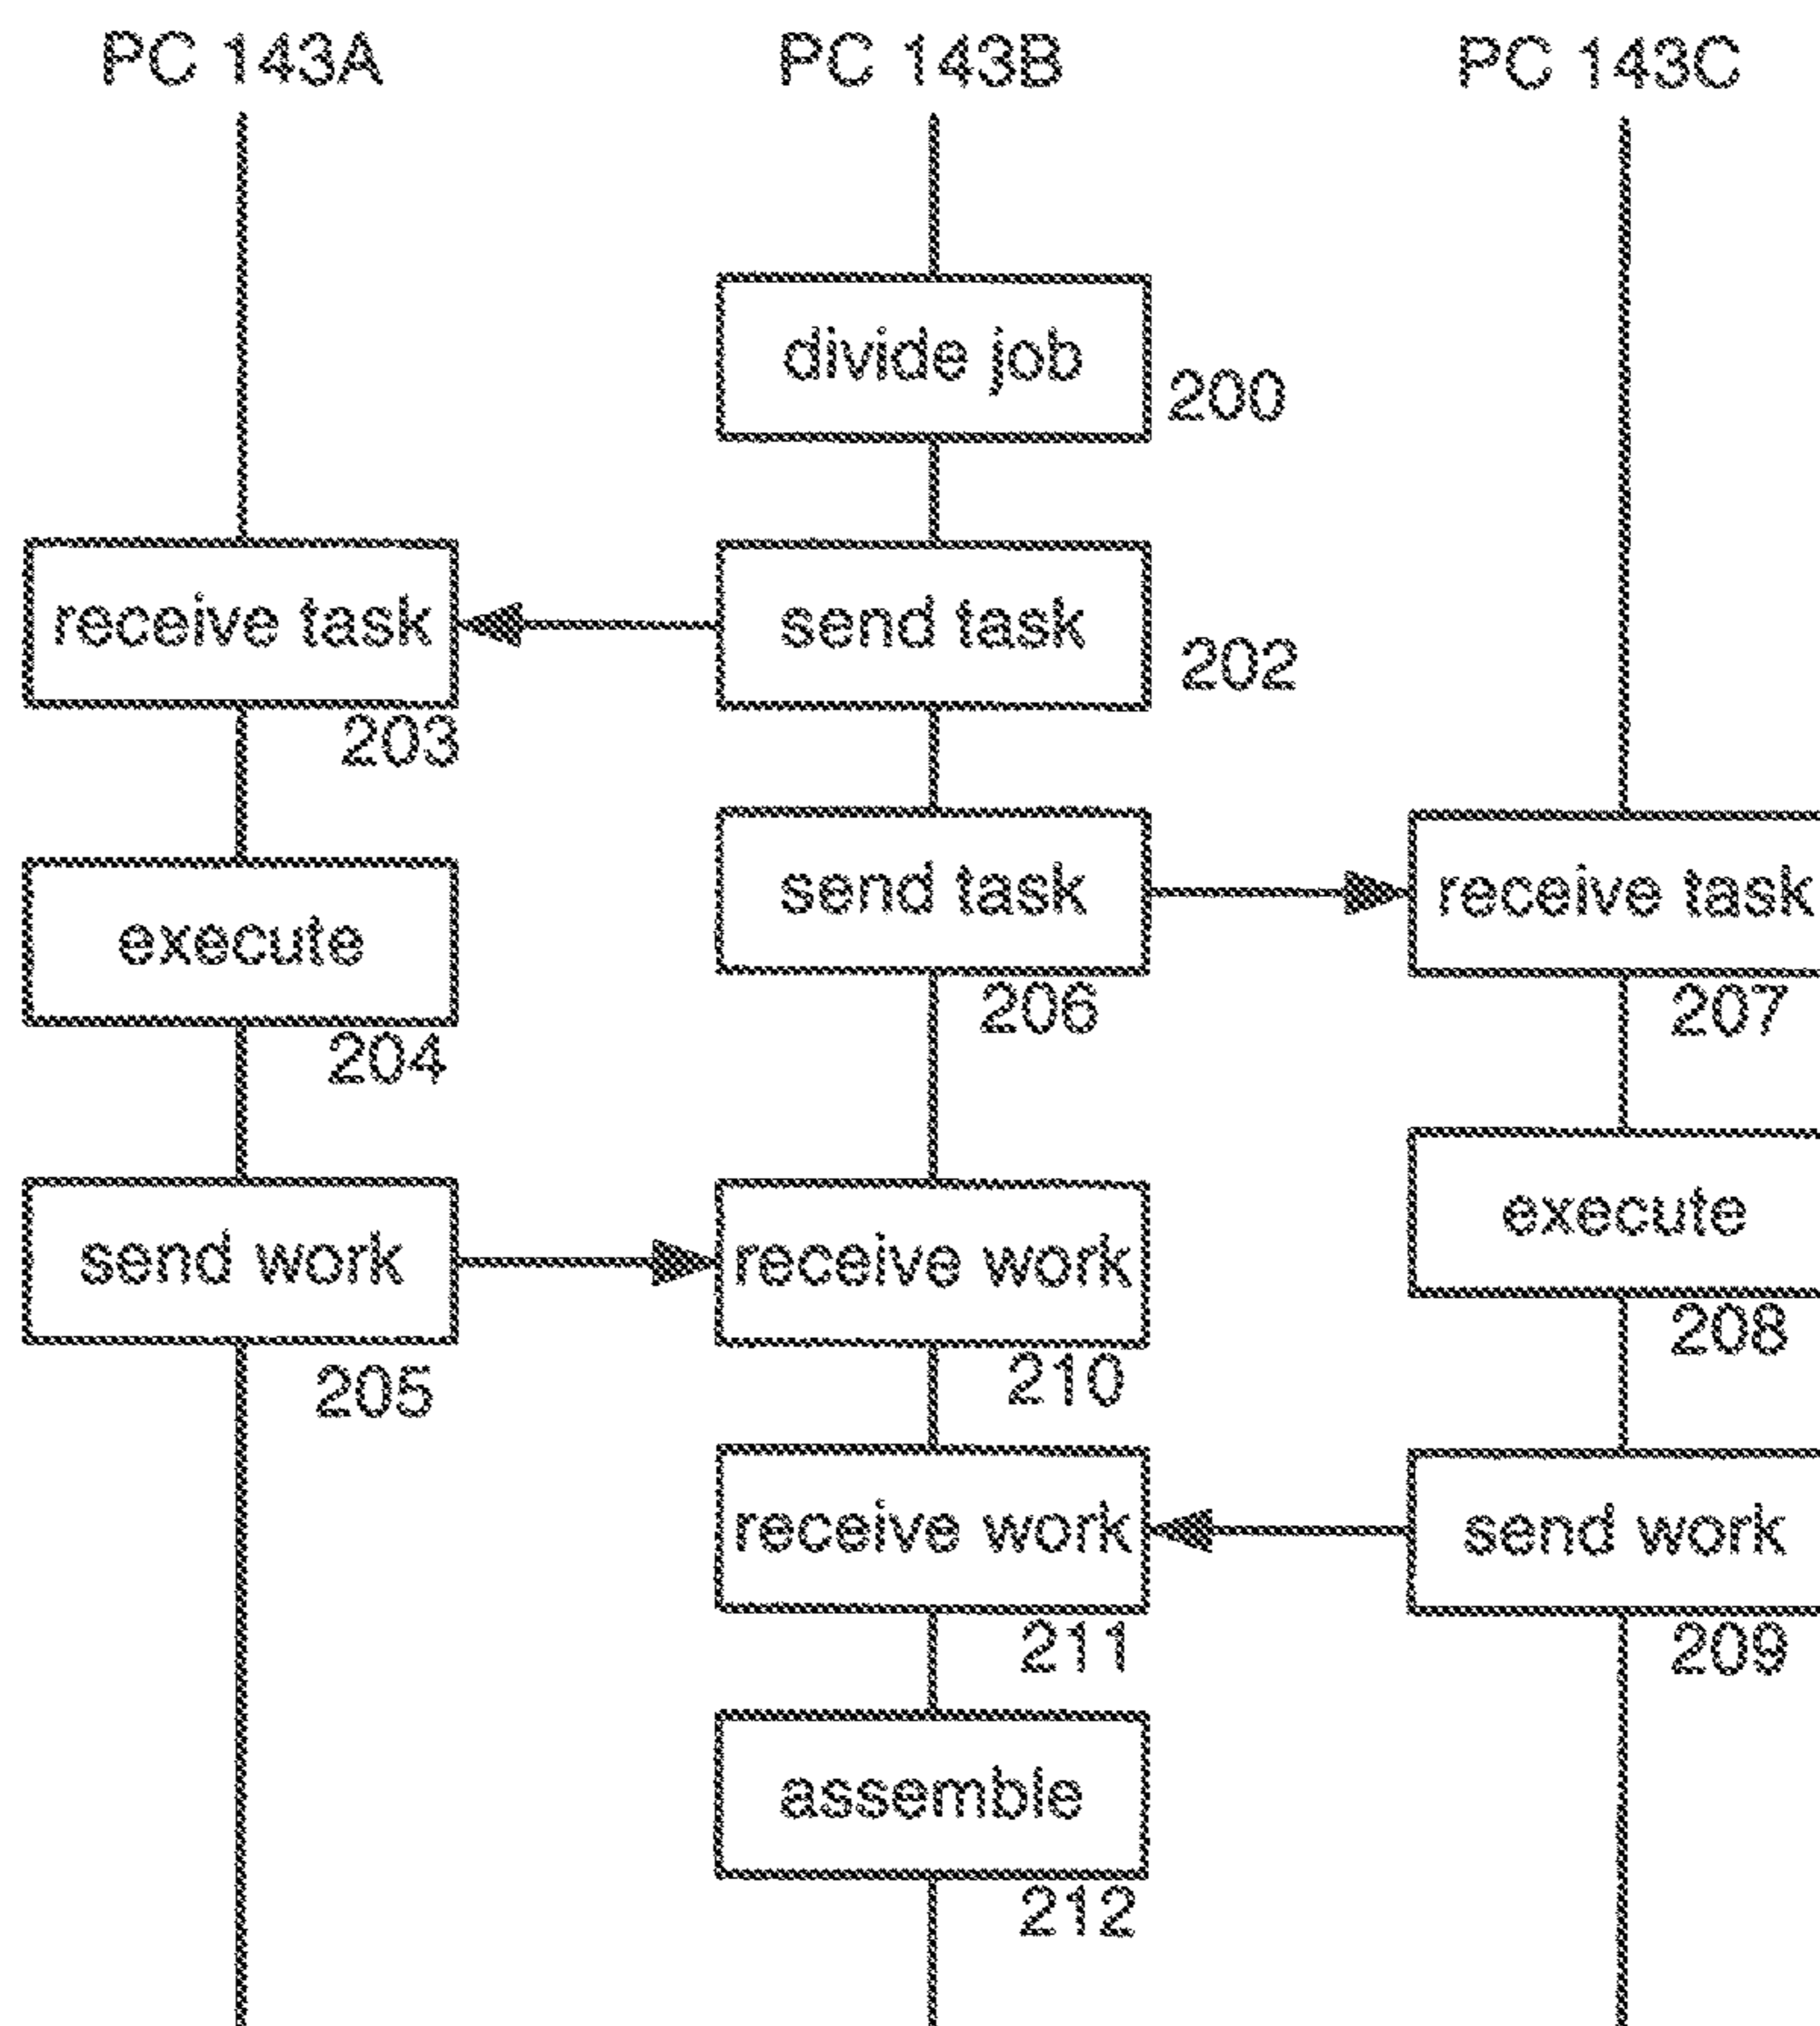 PC 143A PC 143B PC 143C
divide job
200
receive task send task
202
203
send task receive task
execute
206 207
204
execute
send work receive work
208
205 210
receive work send work
211 209
assemble
212